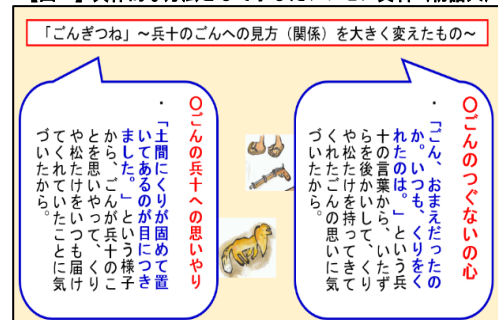 「ごんぎつね」～兵十のごんへの見方（関係）を大きく変えたもの～
〇ごんのつぐないの心
・「ごん、おまえだったの
か。いつも、くりをく
れたのは。」という兵
十の言葉から、いたず
らを後かいして、くり
や松たけを持ってきて
くれたごんの思いに気
づいたから。
〇ごんの兵十への思いやり
・「土間にくりが固めて置
いてあるのが目につき
ました。」という様子
から、ごんが兵十のこ
とを思いやって、くり
や松たけをいつも届け
てくれていたことに気
づいたから。